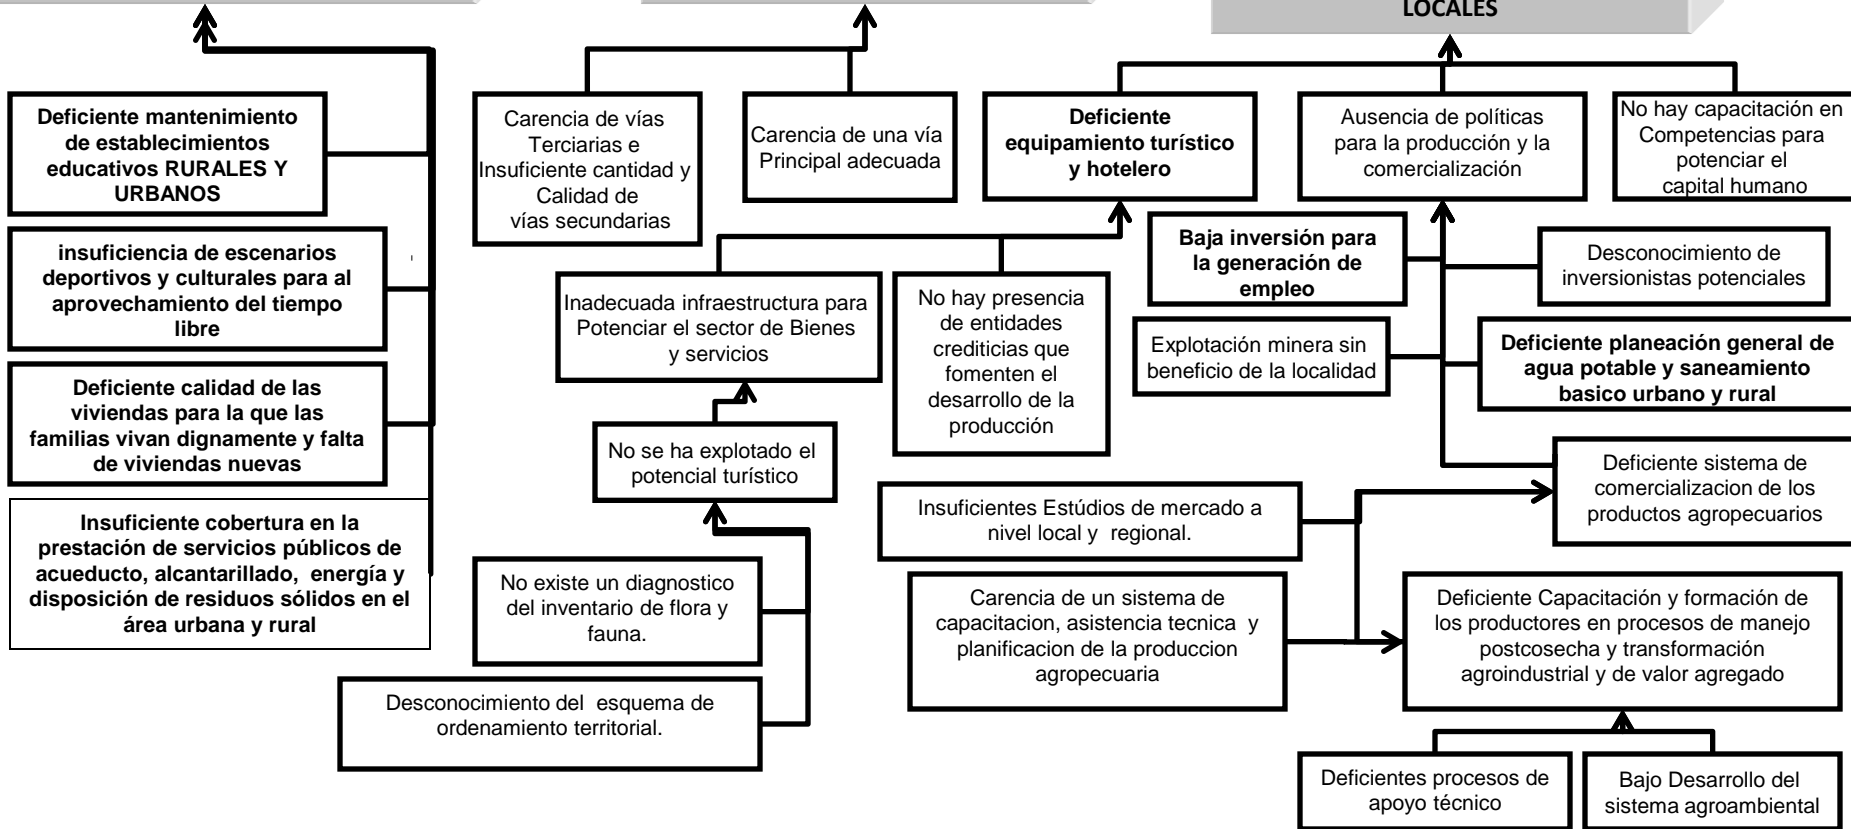 LOCALES
Deficiente mantenimiento
de establecimientos
educativos RURALES Y
URBANOS
insuficiencia de escenarios
deportivos y culturales para al
aprovechamiento del tiempo
libre
Deficiente calidad de las
viviendas para la que las
familias vivan dignamente y falta
de viviendas nuevas
Insuficiente cobertura en la
prestación de servicios públicos de
acueducto, alcantarillado, energía y
disposición de residuos sólidos en el
área urbana y rural
Carencia de vías
Terciarias e
Insuficiente cantidad y
Calidad de
vías secundarias
Carencia de una vía
Principal adecuada
Deficiente
equipamiento turístico
y hotelero
Ausencia de políticas
para la producción y la
comercialización
No hay capacitación en
Competencias para
potenciar el
capital humano
Inadecuada infraestructura para
Potenciar el sector de Bienes
y servicios
No hay presencia
de entidades
crediticias que
fomenten el
desarrollo de la
producción
Baja inversión para
la generación de
empleo
Desconocimiento de
inversionistas potenciales
Explotación minera sin
beneficio de la localidad
Deficiente planeación general de
agua potable y saneamiento
basico urbano y rural
No se ha explotado el
potencial turístico
Insuficientes Estúdios de mercado a
nivel local y regional.
Deficiente sistema de
comercializacion de los
productos agropecuarios
No existe un diagnostico
del inventario de flora y
fauna.
Carencia de un sistema de
capacitacion, asistencia tecnica y
planificacion de la produccion
agropecuaria
Deficiente Capacitación y formación de
los productores en procesos de manejo
postcosecha y transformación
agroindustrial y de valor agregado
Desconocimiento del esquema de
ordenamiento territorial.
Deficientes procesos de
apoyo técnico
Bajo Desarrollo del
sistema agroambiental